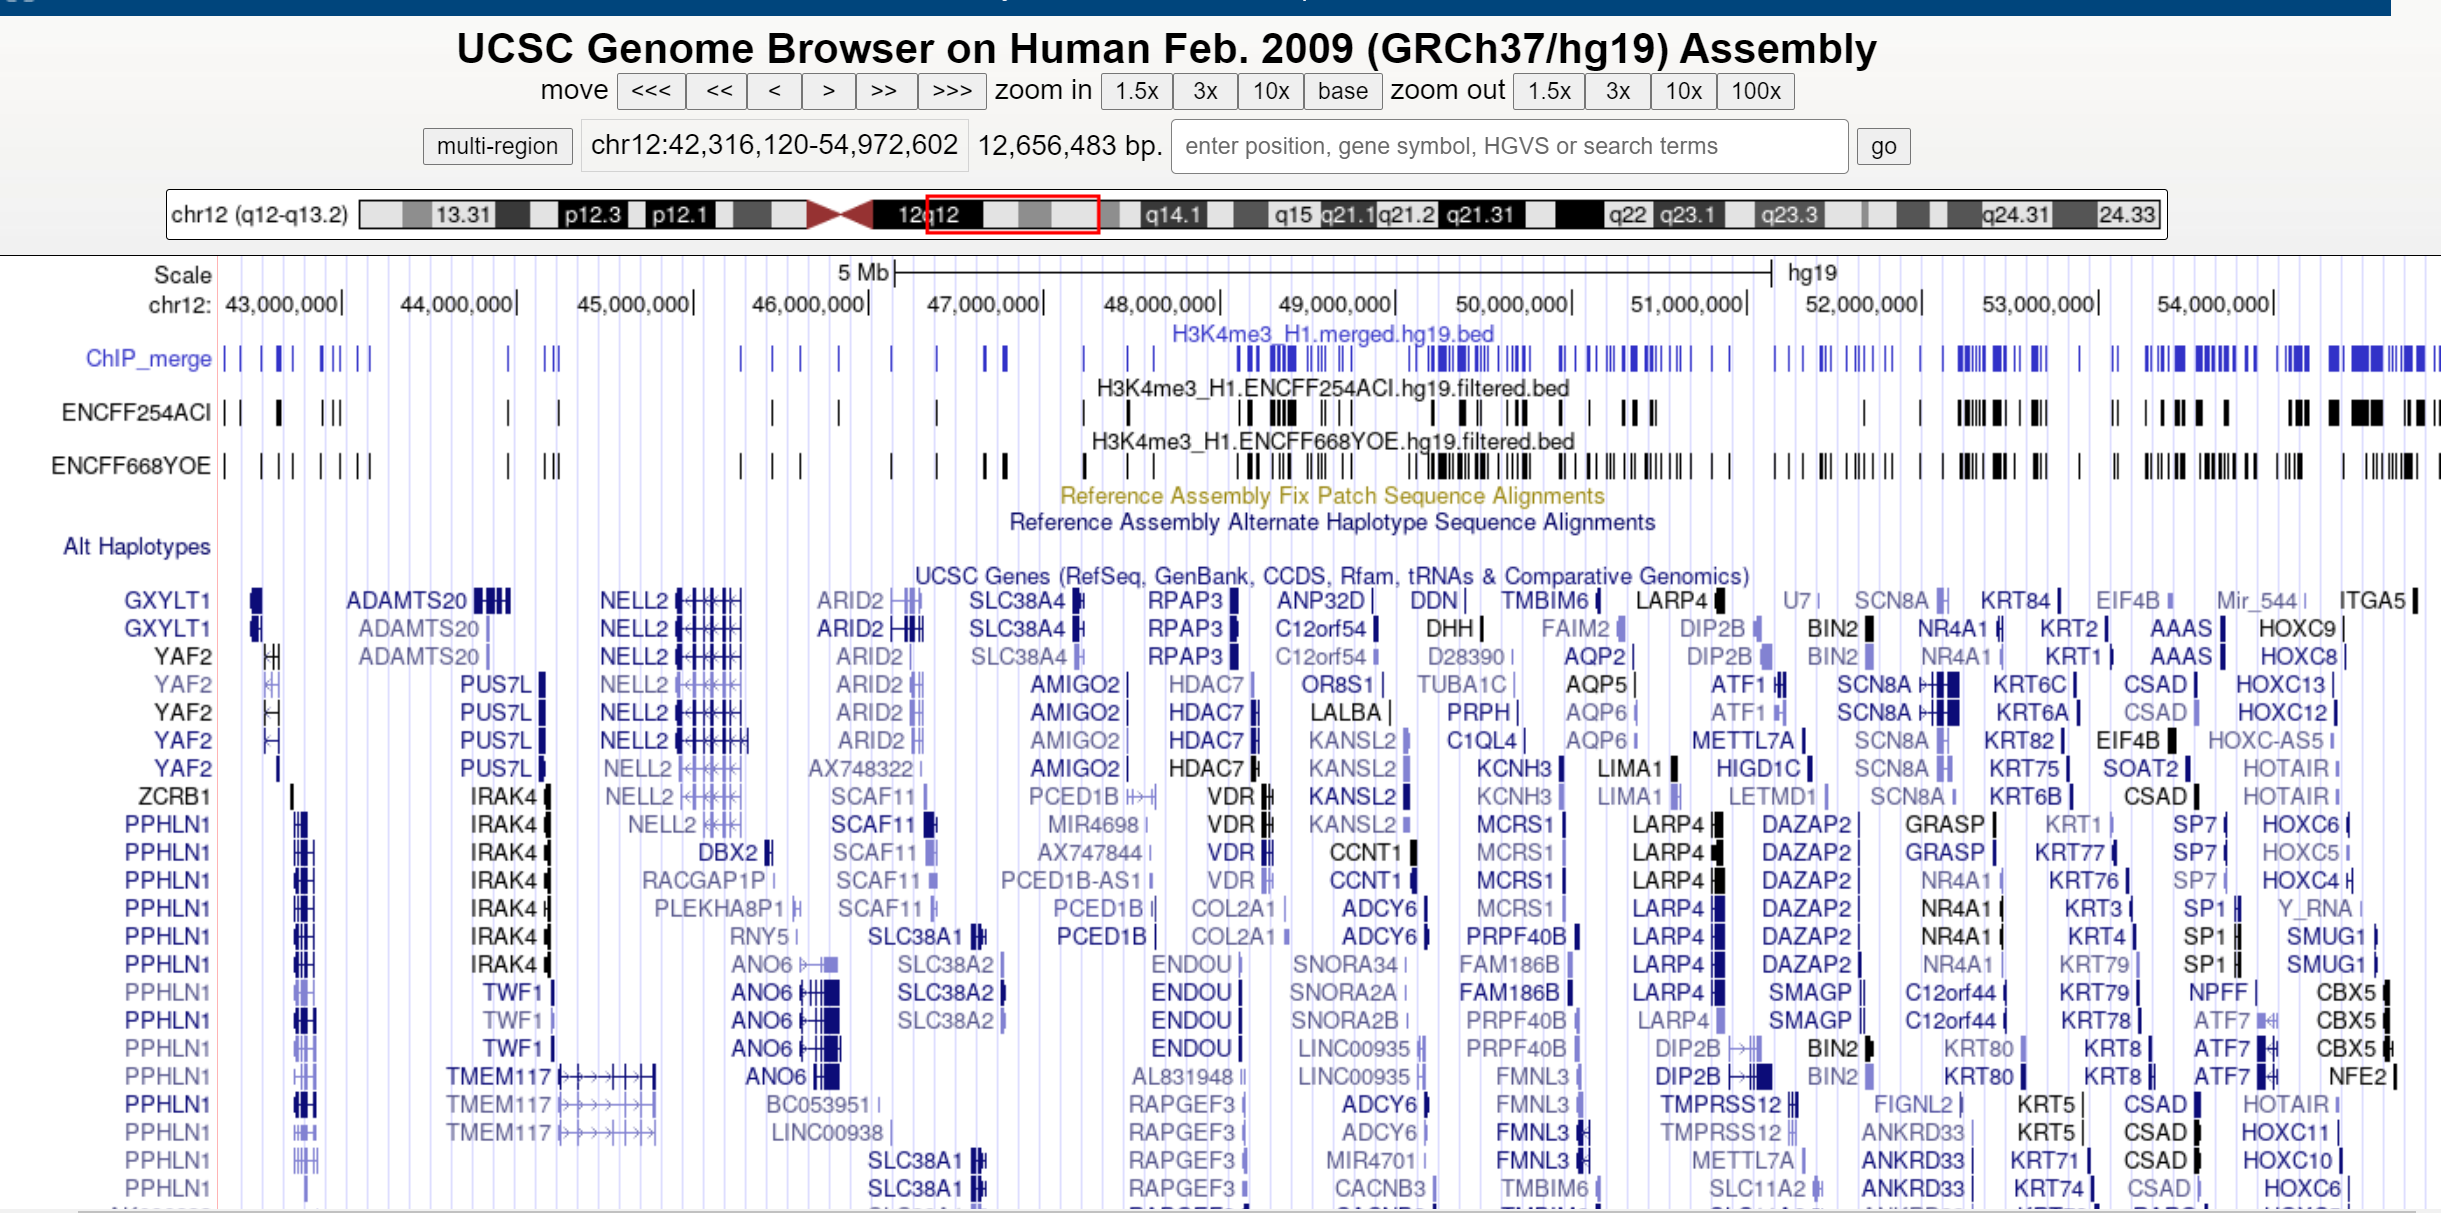 UCSC Genome Browser on Human Feb. 2009 (GRCh37/hg19) Assembly
move <<< << < > >> >>> zoom in 1.5x 3x 10x base zoom out 1.5x 3x 10x 100x
multi-region chr12:42,316,120-54,972,602 12,656,483 bp. enter position, gene symbol, HGVS or search terms go
chr12 (q12-q13.2) 13.31 p12.3 p12.1 12q12 q14.1 q15 q21.1 q21.2 q21.31 q22 q23.1 q23.3 q24.31 24.33
Scale 5 Mb hg19
chr12: 43,000,000 44,000,000 45,000,000 46,000,000 47,000,000 48,000,000 49,000,000 50,000,000 51,000,000 52,000,000 53,000,000 54,000,000
H3K4me3_H1.merged.hg19.bed
ChIP_merge
H3K4me3_H1.ENCFF254ACI.hg19.filtered.bed
ENCFF254ACI
H3K4me3_H1.ENCFF668YOE.hg19.filtered.bed
ENCFF668YOE
Reference Assembly Fix Patch Sequence Alignments
Reference Assembly Alternate Haplotype Sequence Alignments
Alt Haplotypes
UCSC Genes (RefSeq, GenBank, CCDS, Rfam, tRNAs & Comparative Genomics)
GXYLT1 ADAMTS20 NELL2 ARID2 SLC38A4 RPAP3 ANP32D DDN TMBIM6 LARP4 U7 SCN8A KRT84 EIF4B Mir_544 ITGA5
GXYLT1 ADAMTS20 NELL2 ARID2 SLC38A4 RPAP3 C12orf54 DHH FAIM2 DIP2B BIN2 NR4A1 KRT2 AAAS HOXC9
YAF2 ADAMTS20 NELL2 ARID2 SLC38A4 RPAP3 C12orf54 D28390 AQP2 DIP2B BIN2 NR4A1 KRT1 AAAS HOXC8
YAF2 PUS7L NELL2 ARID2 AMIGO2 HDAC7 OR8S1 TUBA1C AQP5 ATF1 SCN8A KRT6C CSAD HOXC13
YAF2 PUS7L NELL2 ARID2 AMIGO2 HDAC7 LALBA PRPH AQP6 ATF1 SCN8A KRT6A CSAD HOXC12
YAF2 PUS7L NELL2 ARID2 AMIGO2 HDAC7 KANSL2 C1QL4 AQP6 METTL7A SCN8A KRT82 EIF4B HOXC-AS5
YAF2 PUS7L NELL2 AX748322 AMIGO2 HDAC7 KANSL2 KCNH3 LIMA1 HIGD1C SCN8A KRT75 SOAT2 HOTAIR
ZCRB1 IRAK4 NELL2 SCAF11 PCED1B VDR KANSL2 KCNH3 LIMA1 LETMD1 SCN8A KRT6B CSAD HOTAIR
PPHLN1 IRAK4 NELL2 SCAF11 MIR4698 VDR KANSL2 MCRS1 LARP4 DAZAP2 GRASP KRT1 SP7 HOXC6
PPHLN1 IRAK4 DBX2 SCAF11 AX747844 VDR CCNT1 MCRS1 LARP4 DAZAP2 GRASP KRT77 SP7 HOXC5
PPHLN1 IRAK4 RACGAP1P SCAF11 PCED1B-AS1 VDR CCNT1 MCRS1 LARP4 DAZAP2 NR4A1 KRT76 SP7 HOXC4
PPHLN1 IRAK4 PLEKHA8P1 SCAF11 PCED1B COL2A1 ADCY6 MCRS1 LARP4 DAZAP2 NR4A1 KRT3 SP1 Y_RNA
PPHLN1 IRAK4 RNY5 SLC38A1 PCED1B COL2A1 ADCY6 PRPF40B LARP4 DAZAP2 NR4A1 KRT4 SP1 SMUG1
PPHLN1 IRAK4 ANO6 SLC38A2 ENDOU SNORA34 FAM186B LARP4 DAZAP2 NR4A1 KRT79 SP1 SMUG1
PPHLN1 TWF1 ANO6 SLC38A2 ENDOU SNORA2A FAM186B LARP4 SMAGP C12orf44 KRT79 NPFF CBX5
PPHLN1 TWF1 ANO6 SLC38A2 ENDOU SNORA2B PRPF40B LARP4 SMAGP C12orf44 KRT78 ATF7 CBX5
PPHLN1 TWF1 ANO6 ENDOU LINC00935 PRPF40B DIP2B BIN2 KRT80 KRT8 ATF7 CBX5
PPHLN1 TMEM117 ANO6 AL831948 LINC00935 FMNL3 DIP2B BIN2 KRT80 KRT8 ATF7 NFE2
PPHLN1 TMEM117 BC053951 RAPGEF3 ADCY6 FMNL3 TMPRSS12 FIGNL2 KRT5 CSAD HOTAIR
PPHLN1 TMEM117 LINC00938 RAPGEF3 ADCY6 FMNL3 TMPRSS12 ANKRD33 KRT5 CSAD HOXC11
PPHLN1 SLC38A1 RAPGEF3 MIR4701 FMNL3 METTL7A ANKRD33 KRT71 CSAD HOXC10
PPHLN1 SLC38A1 RAPGEF3 CACNB3 TMBIM6 SLC11A2 ANKRD33 KRT74 CSAD HOXC6